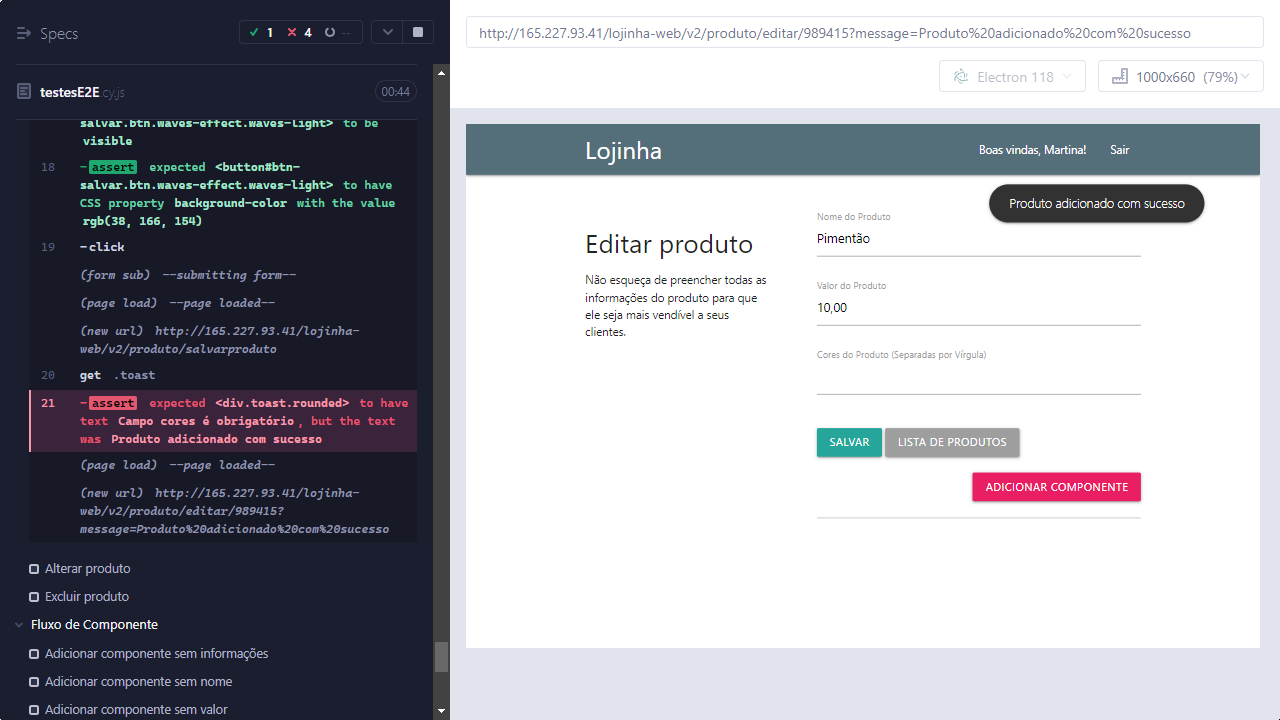 Specs
1
4
--
testesE2E.cy.js
00:44
salvar.btn.waves-effect.waves-light> to be
visible
18 -assert expected <button#btn-
salvar.btn.waves-effect.waves-light> to have
CSS property background-color with the value
rgb(38, 166, 154)
19 -click
(form sub) --submitting form--
(page load) --page loaded--
(new url) http://165.227.93.41/lojinha-
web/v2/produto/salvarproduto
20 get .toast
21 -assert expected <div.toast.rounded> to have
text Campo cores é obrigatório, but the text
was Produto adicionado com sucesso
(page load) --page loaded--
(new url) http://165.227.93.41/lojinha-
web/v2/produto/editar/989415?
message=Produto%20adicionado%20com%20sucesso
Alterar produto
Excluir produto
Fluxo de Componente
Adicionar componente sem informações
Adicionar componente sem nome
Adicionar componente sem valor
http://165.227.93.41/lojinha-web/v2/produto/editar/989415?message=Produto%20adicionado%20com%20sucesso
Electron 118
1000x660 (79%)
Lojinha
Boas vindas, Martina!
Sair
Produto adicionado com sucesso
Editar produto
Não esqueça de preencher todas as
informações do produto para que
ele seja mais vendível a seus
clientes.
Nome do Produto
Pimentão
Valor do Produto
10,00
Cores do Produto (Separadas por Vírgula)
SALVAR
LISTA DE PRODUTOS
ADICIONAR COMPONENTE